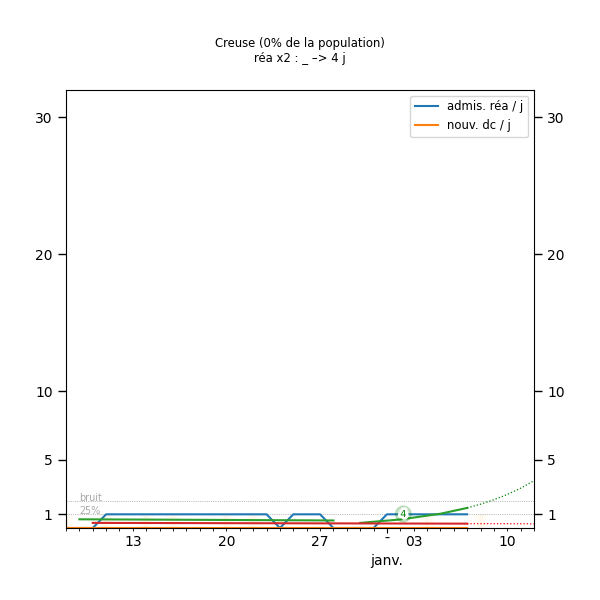 Creuse (0% de la population)
réa x2 : _ –> 4 j
admis. réa / j
nouv. dc / j
30 30
20 20
10 10
5 5
bruit
25%
1 4 1
13 20 27 - 03 10
janv.